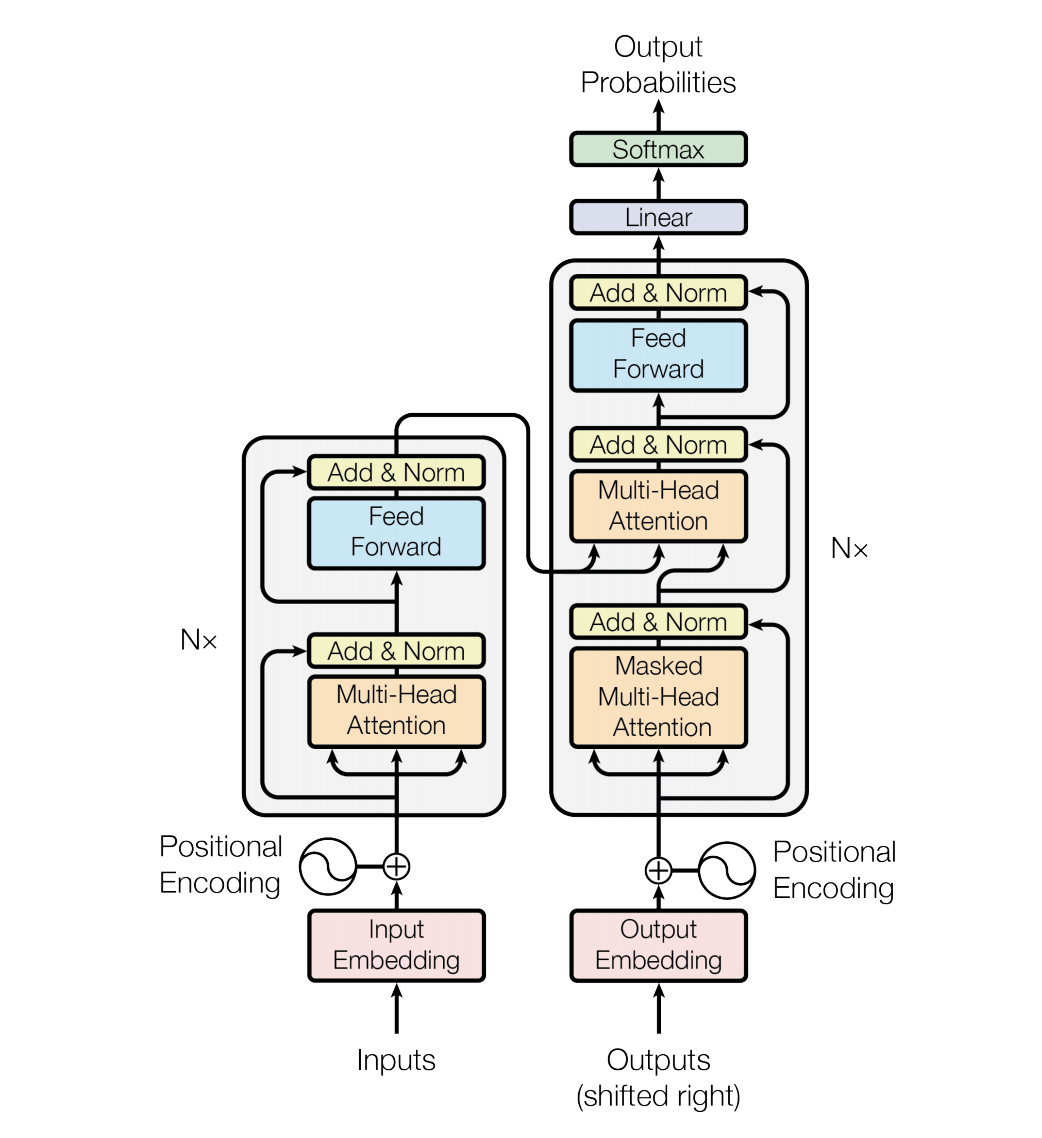 Output
Probabilities
Softmax
Linear
Add & Norm
Feed
Forward
Add & Norm
Multi-Head
Attention
Add & Norm
Masked
Multi-Head
Attention
Nx
Add & Norm
Feed
Forward
Add & Norm
Multi-Head
Attention
Nx
Positional
Encoding
Positional
Encoding
Input
Embedding
Output
Embedding
Inputs
Outputs
(shifted right)